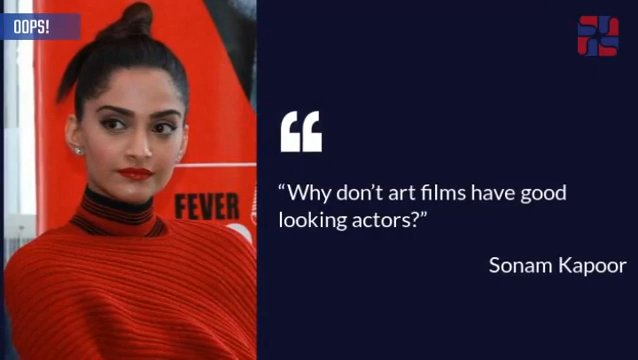 OOPS!
FEVER
“Why don’t art films have good
looking actors?”
Sonam Kapoor